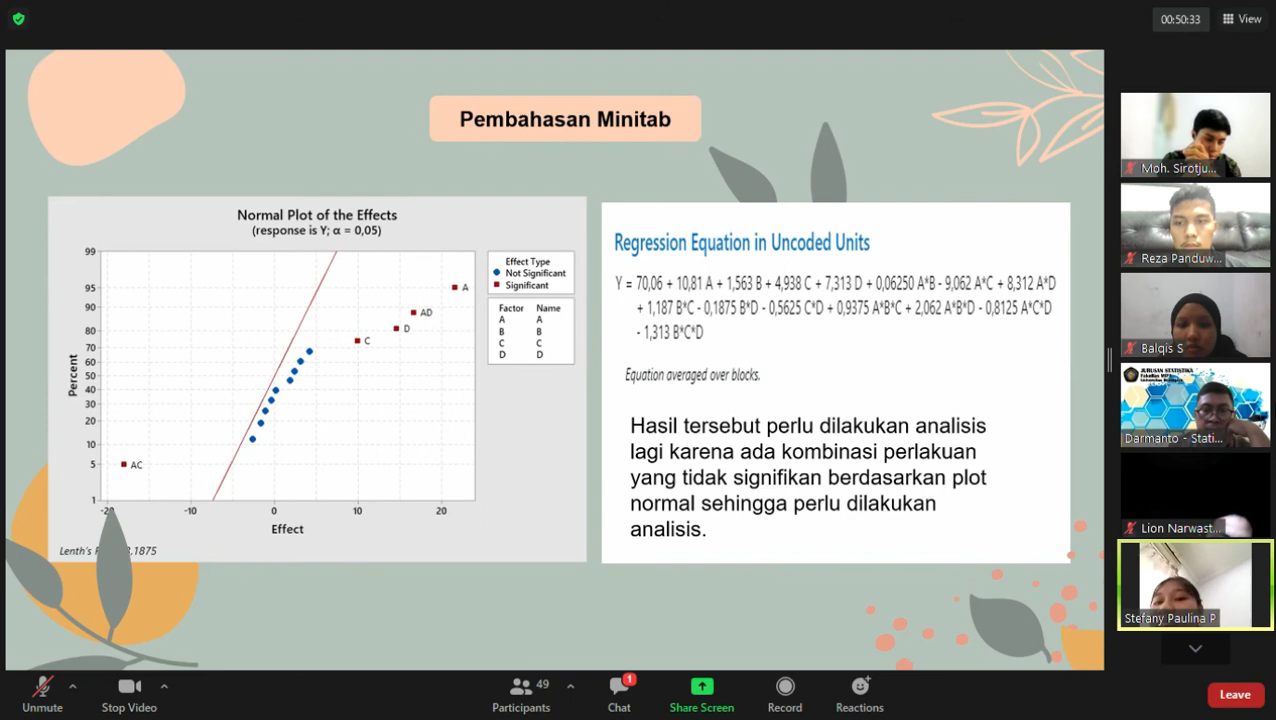 00:50:33
View
Pembahasan Minitab
Normal Plot of the Effects
(response is Y; α = 0,05)
99
95
90
80
70
60
50
40
30
20
10
5
1
Percent
-10
0
10
20
Effect
A
AD
D
C
AC
Effect Type
Not Significant
Significant
Factor Name
A A
B B
C C
D D
Lenth's
Regression Equation in Uncoded Units
Y = 70,06 + 10,81 A + 1,563 B + 4,938 C + 7,313 D + 0,06250 A*B - 9,062 A*C + 8,312 A*D
+ 1,187 B*C - 0,1875 B*D - 0,5625 C*D + 0,9375 A*B*C + 2,062 A*B*D - 0,8125 A*C*D
- 1,313 B*C*D
Equation averaged over blocks.
Hasil tersebut perlu dilakukan analisis
lagi karena ada kombinasi perlakuan
yang tidak signifikan berdasarkan plot
normal sehingga perlu dilakukan
analisis.
Moh. Sirotju...
Reza Panduw...
Balqis S
JURUSAN STATISTIKA
Darmanto - Stati...
Lion Narwast...
Stefany Paulina P
Unmute
Stop Video
49
Participants
1
Chat
Share Screen
Record
Reactions
Leave